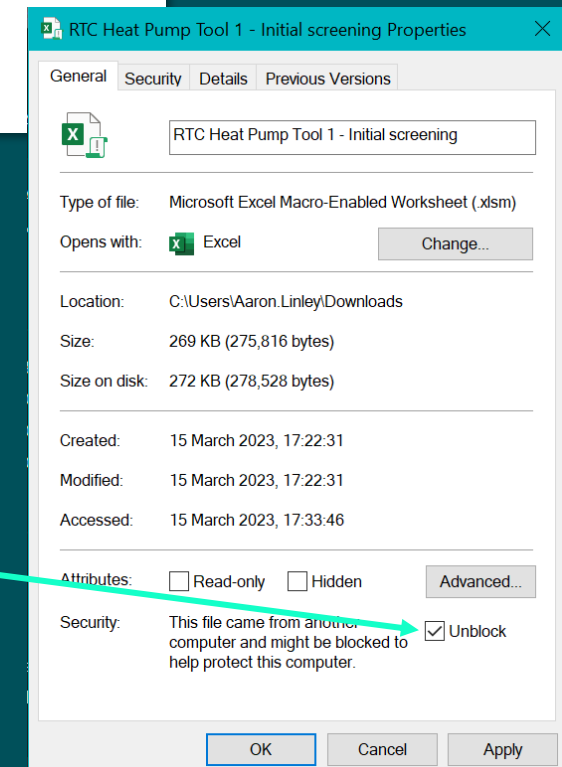 RTC Heat Pump Tool 1 - Initial screening Properties
General Security Details Previous Versions
RTC Heat Pump Tool 1 - Initial screening
Type of file: Microsoft Excel Macro-Enabled Worksheet (.xlsm)
Opens with: Excel Change...
Location: C:\Users\Aaron.Linley\Downloads
Size: 269 KB (275,816 bytes)
Size on disk: 272 KB (278,528 bytes)
Created: 15 March 2023, 17:22:31
Modified: 15 March 2023, 17:22:31
Accessed: 15 March 2023, 17:33:46
Attributes: Read-only Hidden Advanced...
Security: This file came from another
computer and might be blocked to
help protect this computer.
Unblock
OK Cancel Apply